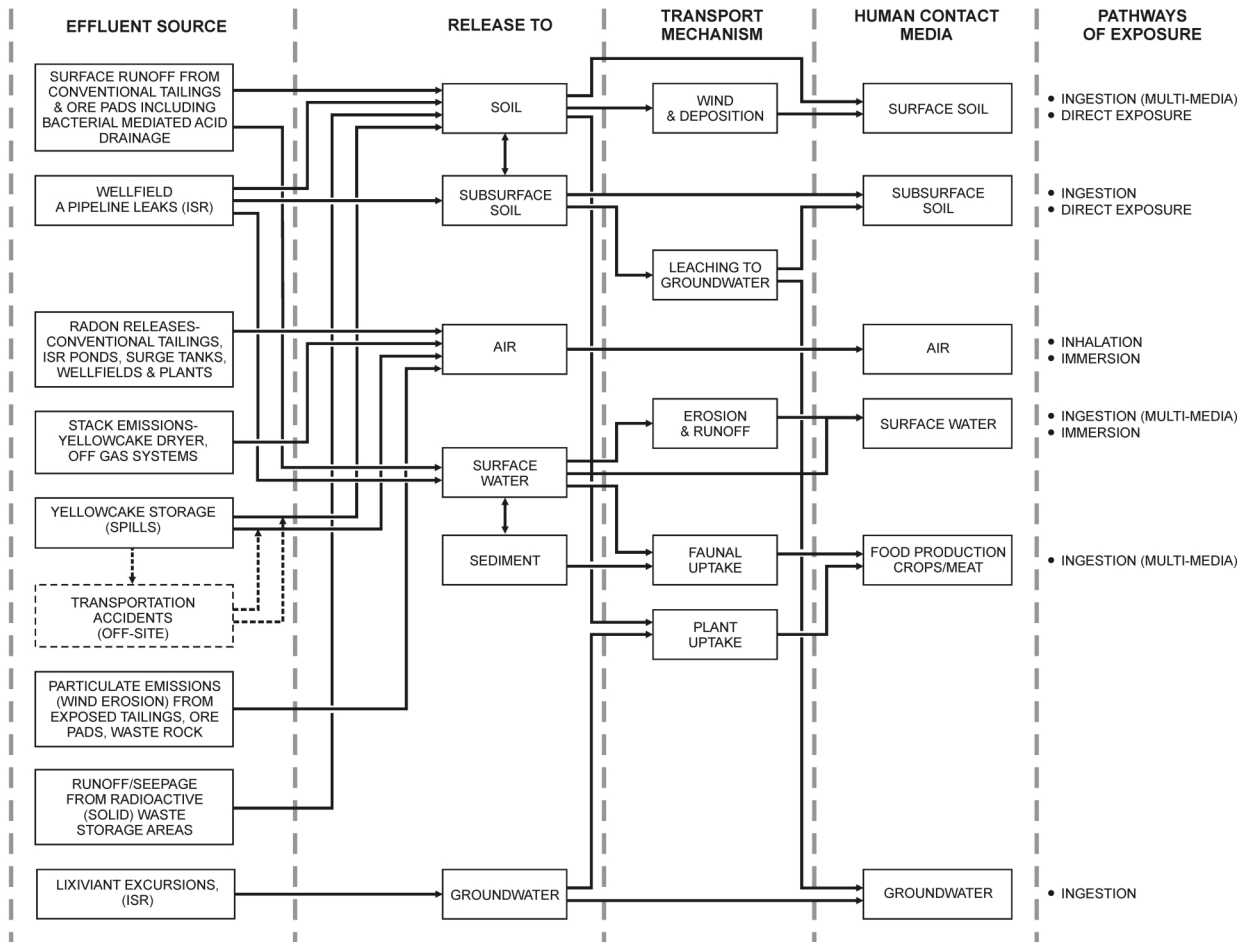 EFFLUENT SOURCE
RELEASE TO
TRANSPORT
MECHANISM
HUMAN CONTACT
MEDIA
PATHWAYS
OF EXPOSURE
SURFACE RUNOFF FROM
CONVENTIONAL TAILINGS
& ORE PADS INCLUDING
BACTERIAL MEDIATED ACID
DRAINAGE
SOIL
WIND
& DEPOSITION
SURFACE SOIL
• INGESTION (MULTI-MEDIA)
• DIRECT EXPOSURE
WELLFIELD
A PIPELINE LEAKS (ISR)
SUBSURFACE
SOIL
SUBSURFACE
SOIL
• INGESTION
• DIRECT EXPOSURE
LEACHING TO
GROUNDWATER
RADON RELEASES-
CONVENTIONAL TAILINGS,
ISR PONDS, SURGE TANKS,
WELLFIELDS & PLANTS
AIR
AIR
• INHALATION
• IMMERSION
STACK EMISSIONS-
YELLOWCAKE DRYER,
OFF GAS SYSTEMS
EROSION
& RUNOFF
SURFACE WATER
• INGESTION (MULTI-MEDIA)
• IMMERSION
SURFACE
WATER
YELLOWCAKE STORAGE
(SPILLS)
SEDIMENT
FAUNAL
UPTAKE
FOOD PRODUCTION
CROPS/MEAT
• INGESTION (MULTI-MEDIA)
TRANSPORTATION
ACCIDENTS
(OFF-SITE)
PLANT
UPTAKE
PARTICULATE EMISSIONS
(WIND EROSION) FROM
EXPOSED TAILINGS, ORE
PADS, WASTE ROCK
RUNOFF/SEEPAGE
FROM RADIOACTIVE
(SOLID) WASTE
STORAGE AREAS
LIXIVIANT EXCURSIONS,
(ISR)
GROUNDWATER
GROUNDWATER
• INGESTION